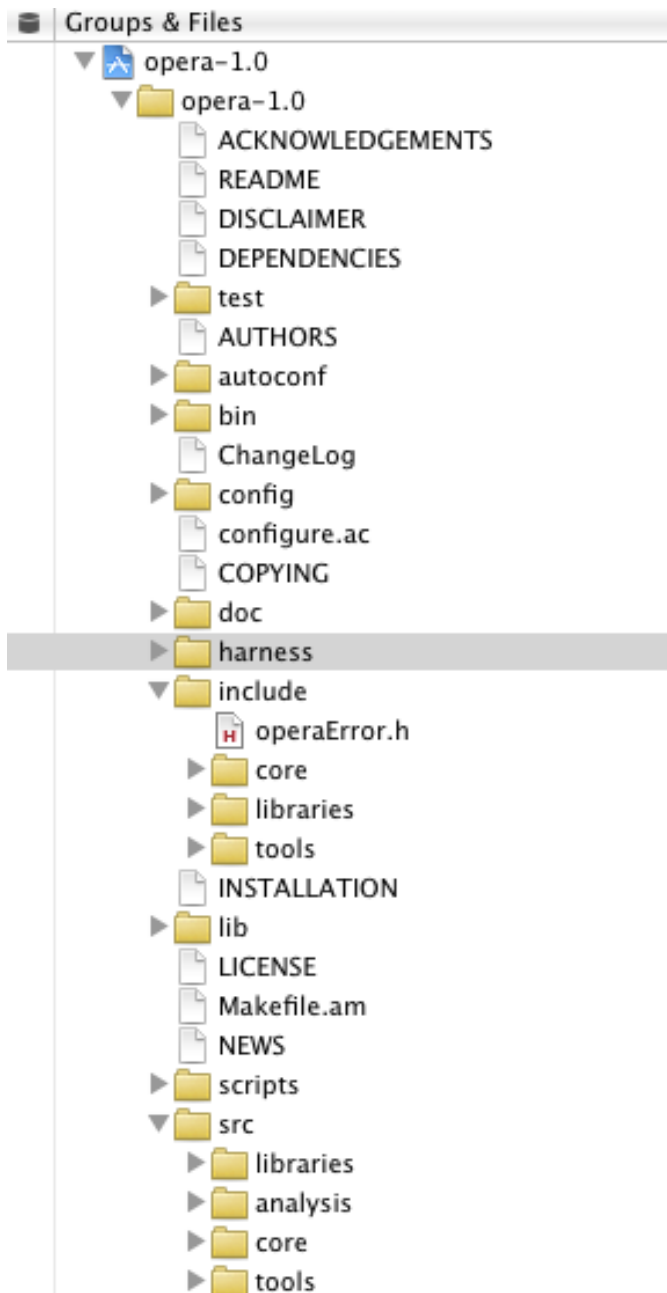 Groups & Files
opera-1.0
opera-1.0
ACKNOWLEDGEMENTS
README
DISCLAIMER
DEPENDENCIES
test
AUTHORS
autoconf
bin
ChangeLog
config
configure.ac
COPYING
doc
harness
include
H operaError.h
core
libraries
tools
INSTALLATION
lib
LICENSE
Makefile.am
NEWS
scripts
src
libraries
analysis
core
tools